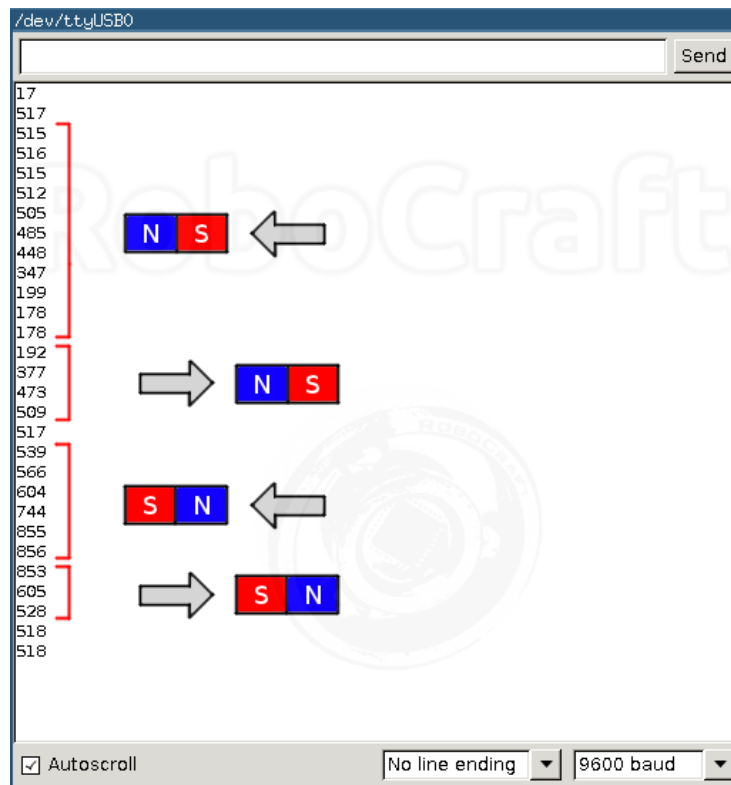 /dev/ttyUSB0
Send
17
517
515
516
515
512
505
485
448
347
199
178
178
192
377
473
509
517
539
566
604
744
855
856
853
605
528
518
518
N S
N S
S N
S N
RoboCraft
ROBOCRAFT
Autoscroll
No line ending
9600 baud